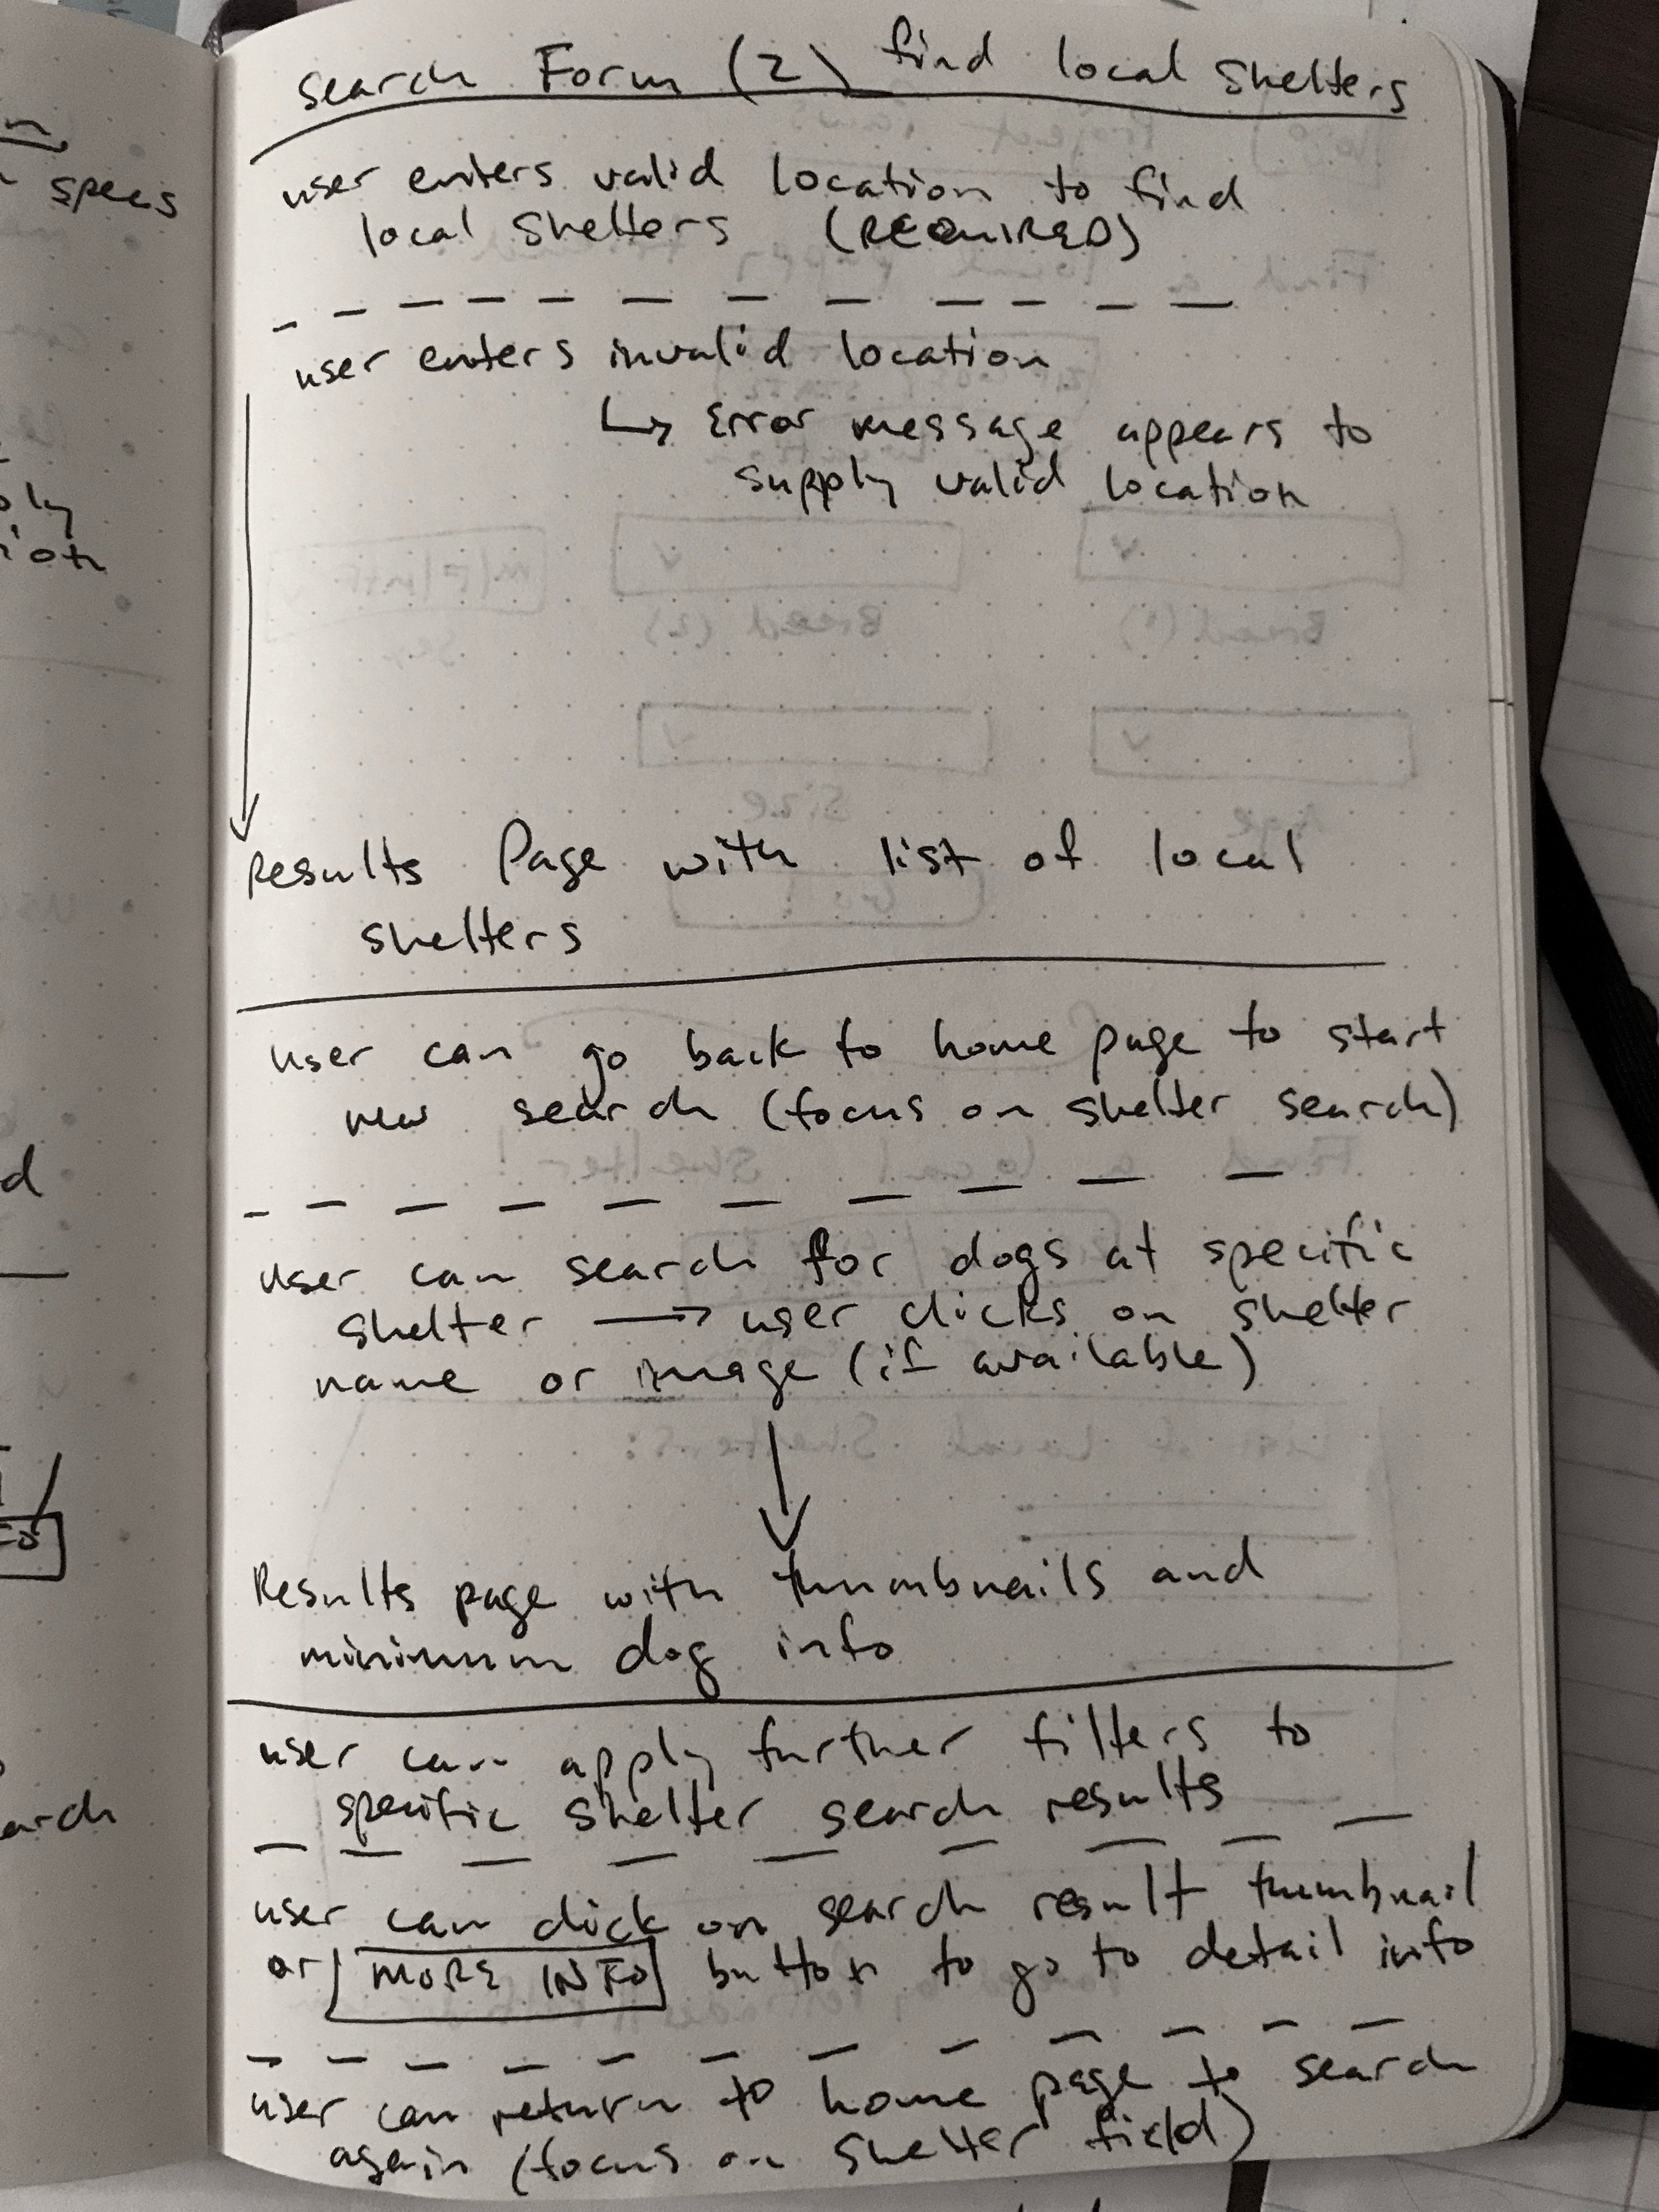 Search Form (2) find local shelters
user enters valid location to find
local shelters (REQUIRED)
user enters invalid location
↳ Error message appears to
supply valid location
Results Page with list of local
shelters
user can go back to home page to start
new search (focus on shelter search)
user can search for dogs at specific
shelter → user clicks on shelter
name or image (if available)
Results page with thumbnails and
minimum dog info
user can apply further filters to
specific shelter search results
user can click on search result thumbnail
or MORE INFO button to go to detail info
user can return to home page to search
again (focus on shelter field)
specs